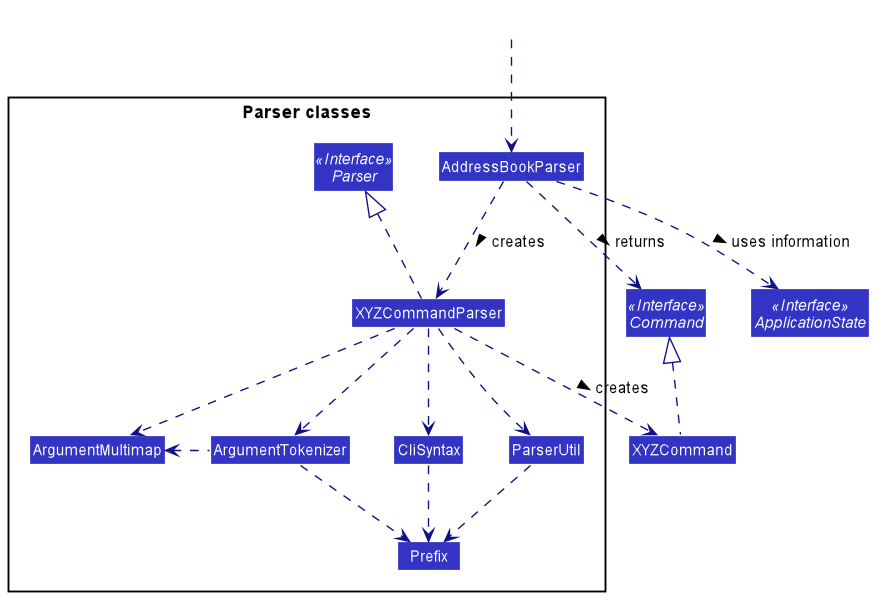 Parser classes
«Interface»
Parser
AddressBookParser
creates
returns
uses information
XYZCommandParser
«Interface»
Command
«Interface»
ApplicationState
creates
ArgumentMultimap
ArgumentTokenizer
CliSyntax
ParserUtil
XYZCommand
Prefix